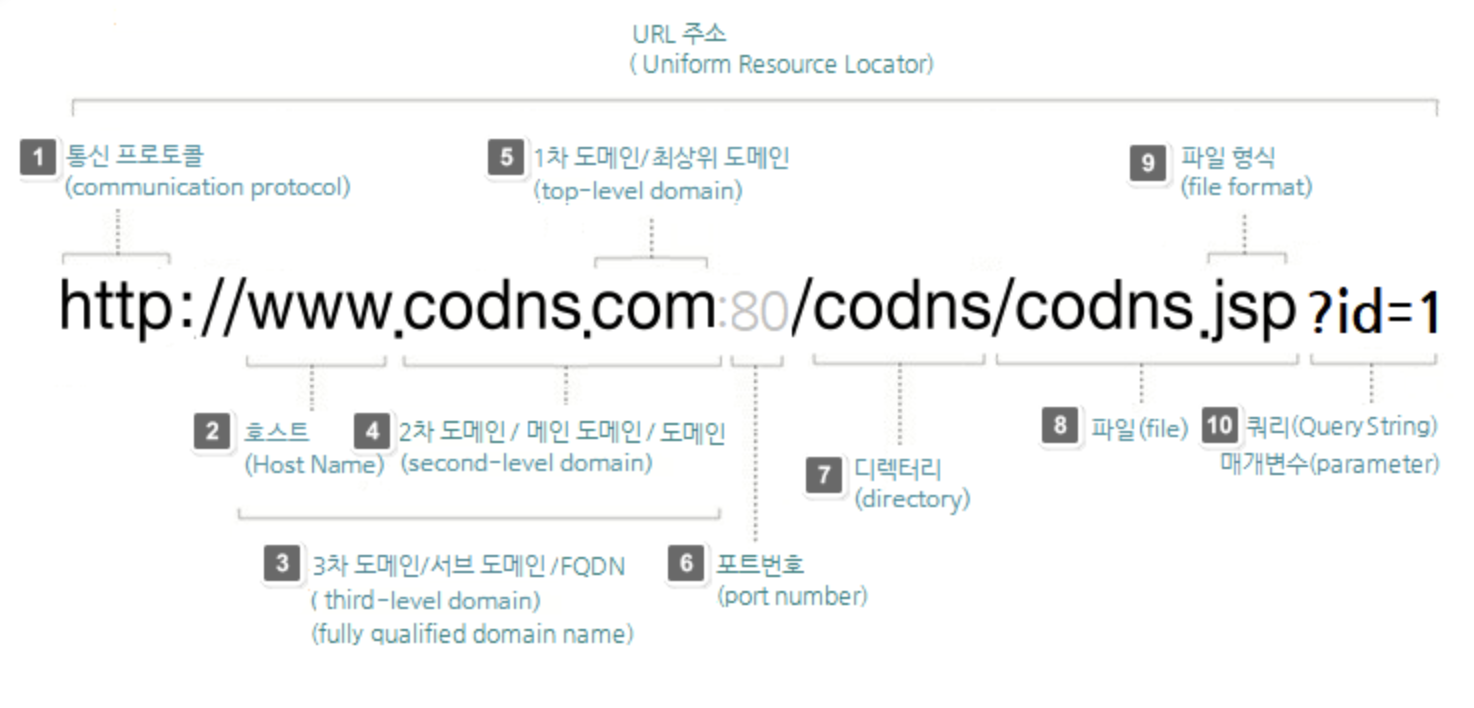 URL 주소
( Uniform Resource Locator)
1 통신 프로토콜
(communication protocol)
5 1차 도메인/최상위 도메인
(top-level domain)
9 파일 형식
(file format)
http://www.codns.com:80/codns/codns.jsp ?id=1
2 호스트
(Host Name)
4 2차 도메인 / 메인 도메인 / 도메인
(second-level domain)
8 파일(file)
10 쿼리(Query String)
매개변수(parameter)
7 디렉터리
(directory)
3 3차 도메인/서브 도메인 /FQDN
( third-level domain)
(fully qualified domain name)
6 포트번호
(port number)